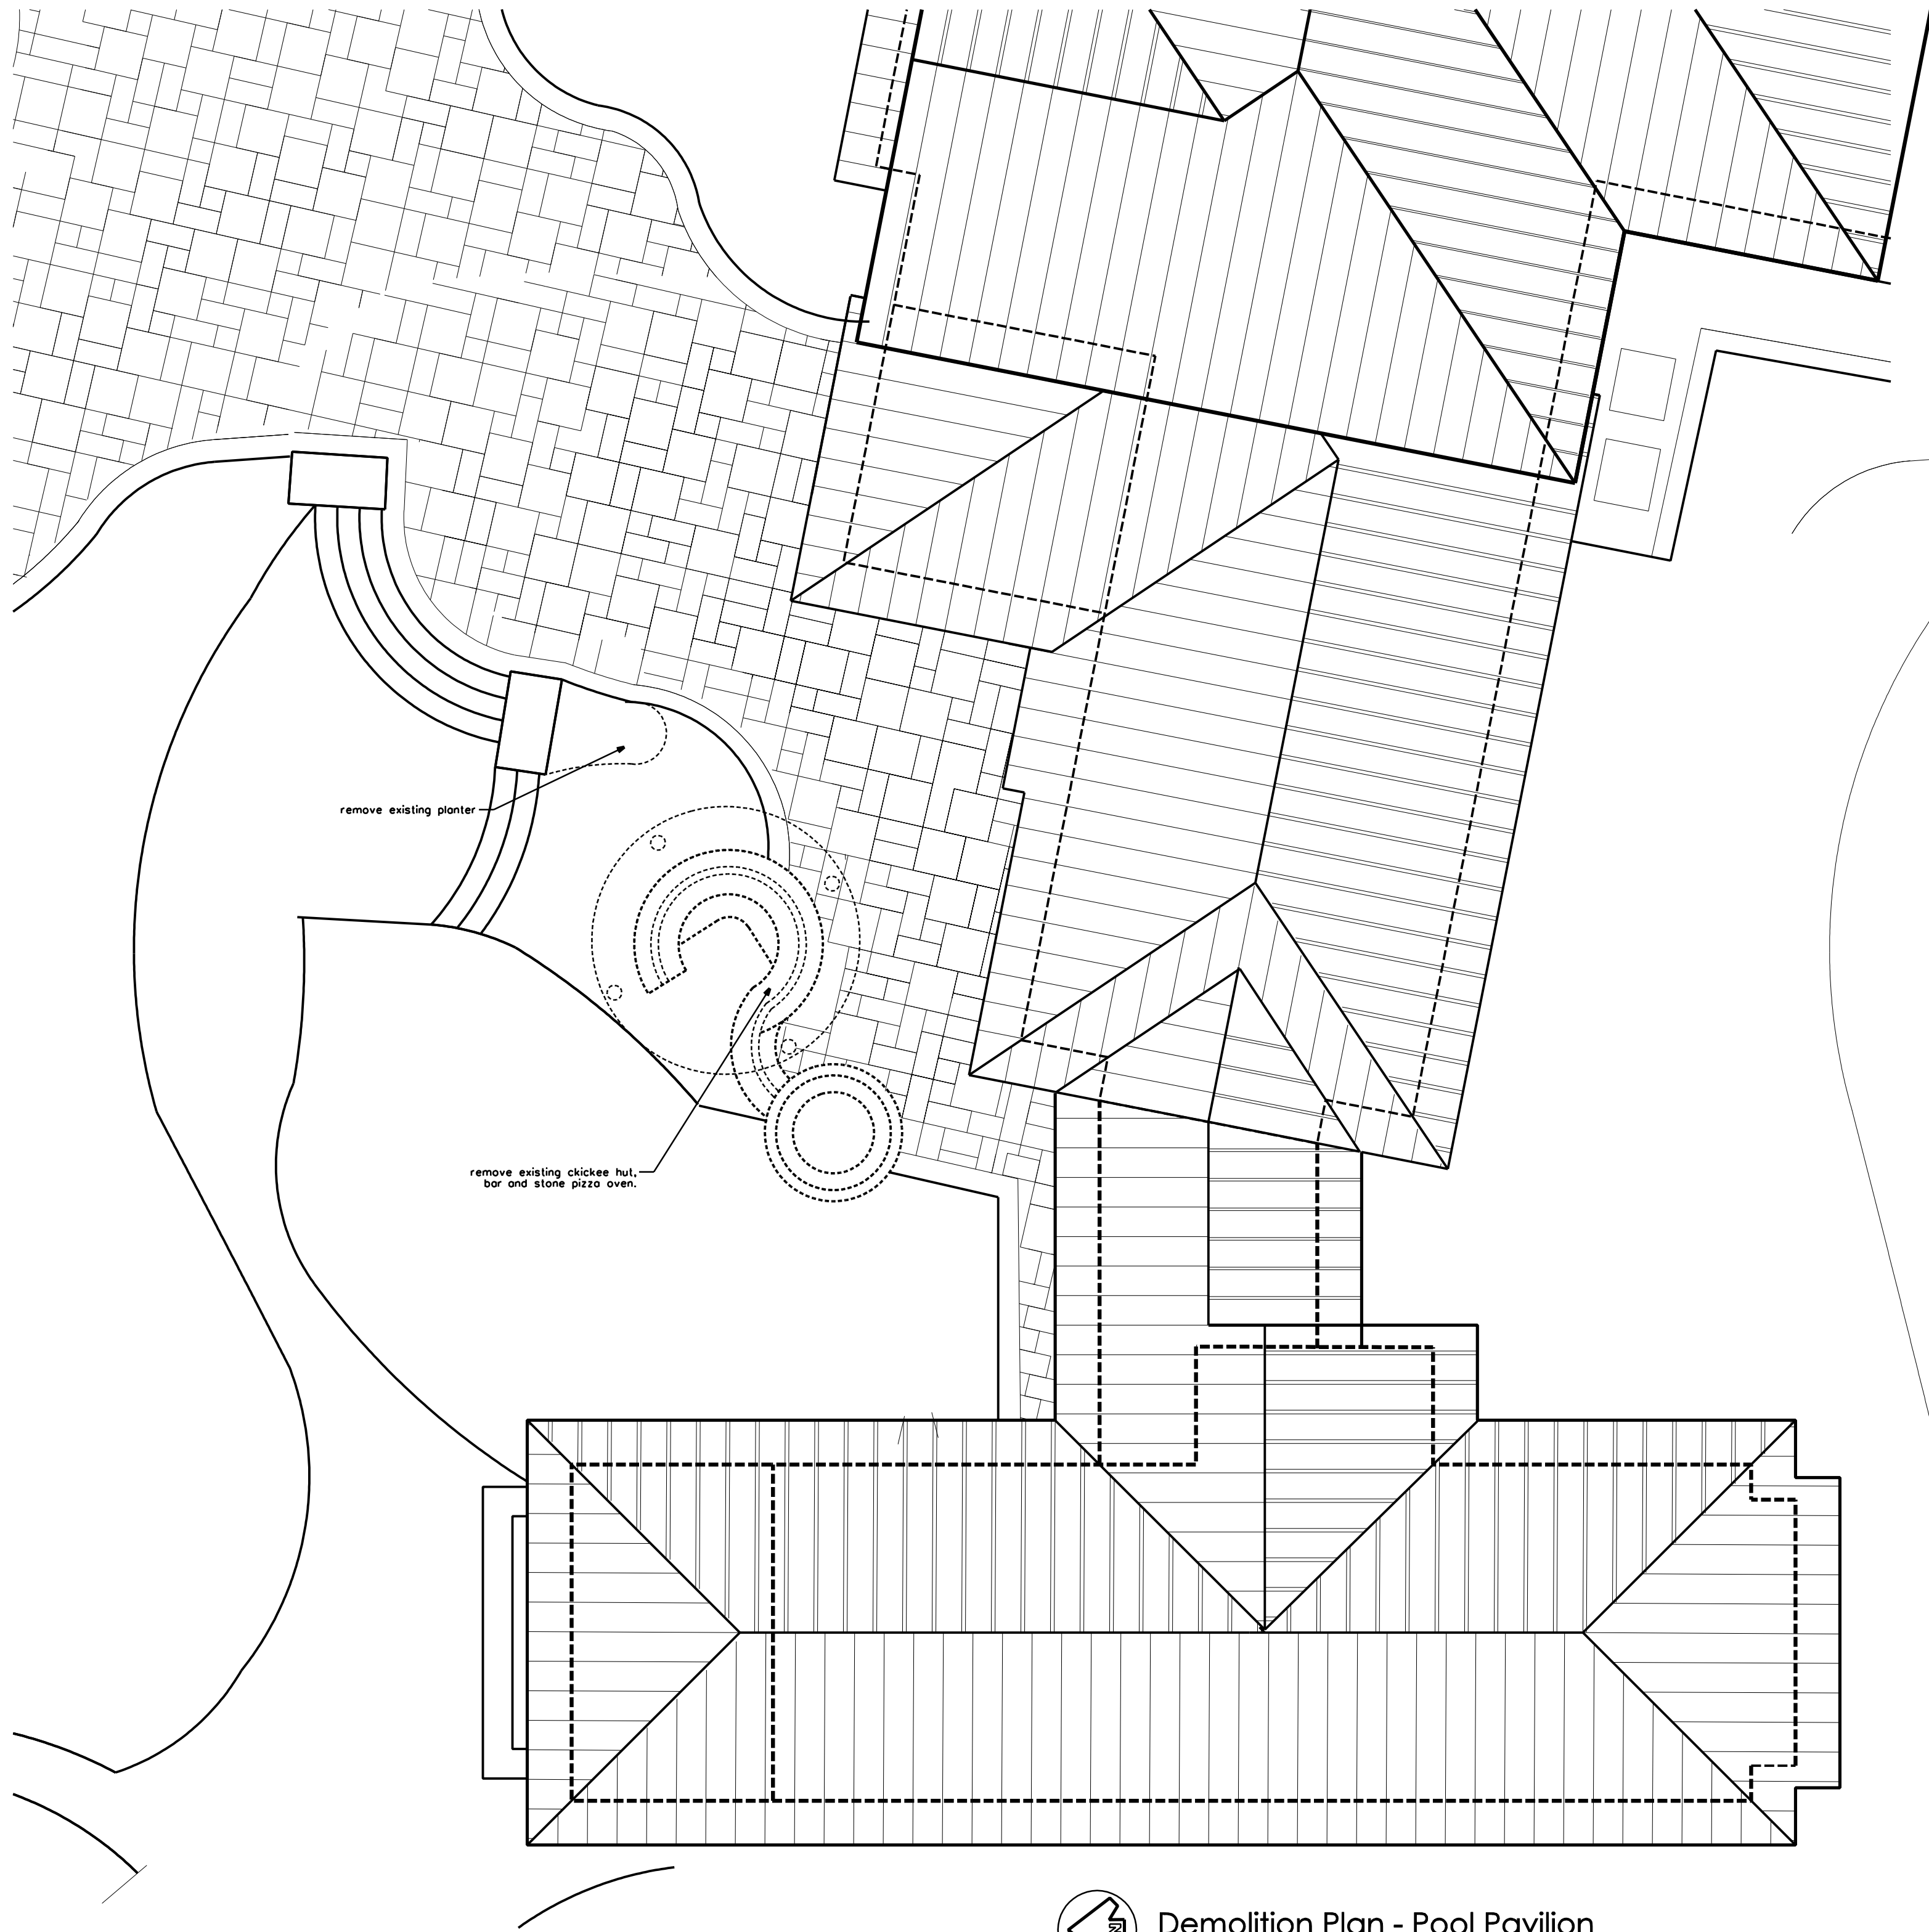 remove existing planter
remove existing ckickee hut,
bar and stone pizza oven.
N
Demolition Plan - Pool Pavilion